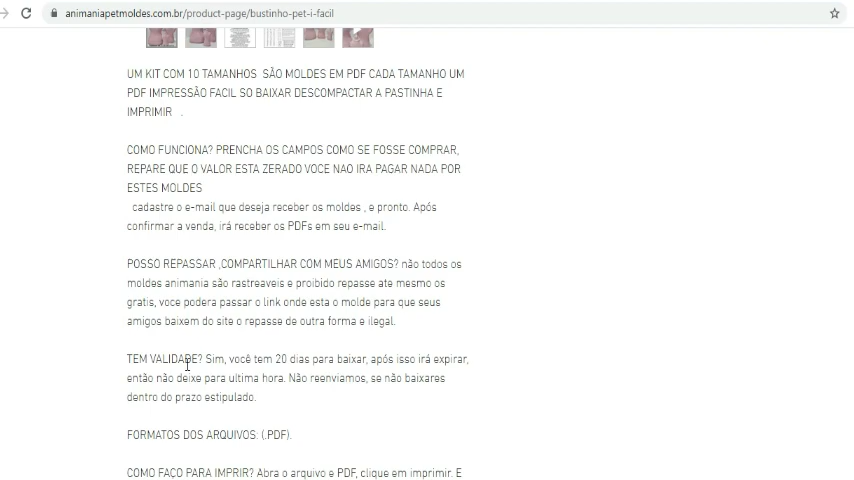 animaniapetmoldes.com.br/product-page/bustinho-pet-i-facil
UM KIT COM 10 TAMANHOS SÃO MOLDES EM PDF CADA TAMANHO UM
PDF IMPRESSÃO FACIL SO BAIXAR DESCOMPACTAR A PASTINHA E
IMPRIMIR .
COMO FUNCIONA? PRENCHA OS CAMPOS COMO SE FOSSE COMPRAR,
REPARE QUE O VALOR ESTA ZERADO VOCE NAO IRA PAGAR NADA POR
ESTES MOLDES
cadastre o e-mail que deseja receber os moldes , e pronto. Após
confirmar a venda, irá receber os PDFs em seu e-mail.
POSSO REPASSAR ,COMPARTILHAR COM MEUS AMIGOS? não todos os
moldes animania são rastreaveis e proibido repasse ate mesmo os
gratis, voce podera passar o link onde esta o molde para que seus
amigos baixem do site o repasse de outra forma e ilegal.
TEM VALIDADE? Sim, você tem 20 dias para baixar, após isso irá expirar,
então não deixe para ultima hora. Não reenviamos, se não baixares
dentro do prazo estipulado.
FORMATOS DOS ARQUIVOS: (.PDF).
COMO FAÇO PARA IMPRIR? Abra o arquivo e PDF, clique em imprimir. E